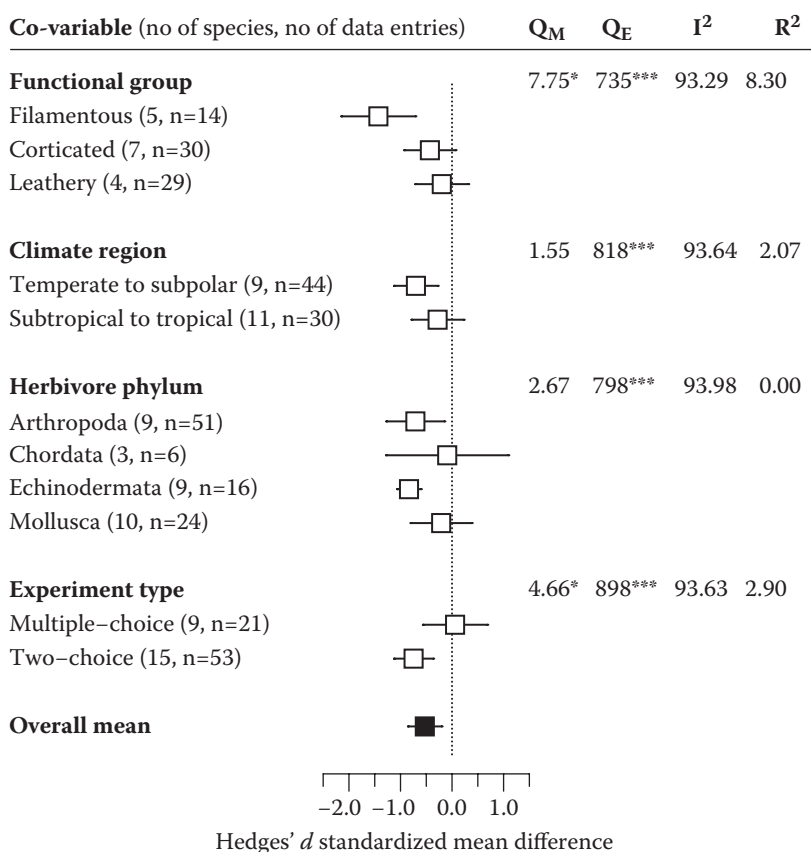 Co-variable (no of species, no of data entries) Q_M Q_E I² R²
Functional group 7.75* 735*** 93.29 8.30
Filamentous (5, n=14)
Corticated (7, n=30)
Leathery (4, n=29)
Climate region 1.55 818*** 93.64 2.07
Temperate to subpolar (9, n=44)
Subtropical to tropical (11, n=30)
Herbivore phylum 2.67 798*** 93.98 0.00
Arthropoda (9, n=51)
Chordata (3, n=6)
Echinodermata (9, n=16)
Mollusca (10, n=24)
Experiment type 4.66* 898*** 93.63 2.90
Multiple–choice (9, n=21)
Two–choice (15, n=53)
Overall mean
–2.0 –1.0 0.0 1.0
Hedges' d standardized mean difference